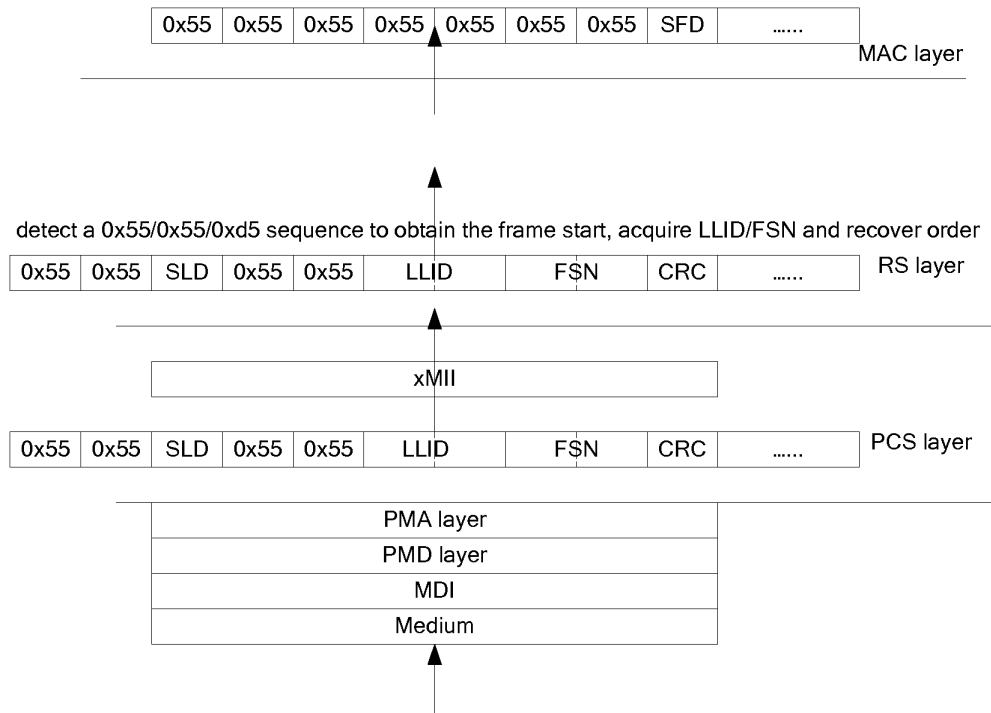 0x55 0x55 0x55 0x55 0x55 0x55 0x55 SFD ......
MAC layer
detect a 0x55/0x55/0xd5 sequence to obtain the frame start, acquire LLID/FSN and recover order
0x55 0x55 SLD 0x55 0x55 LLID FSN CRC ......
RS layer
xMII
0x55 0x55 SLD 0x55 0x55 LLID FSN CRC ......
PCS layer
PMA layer
PMD layer
MDI
Medium